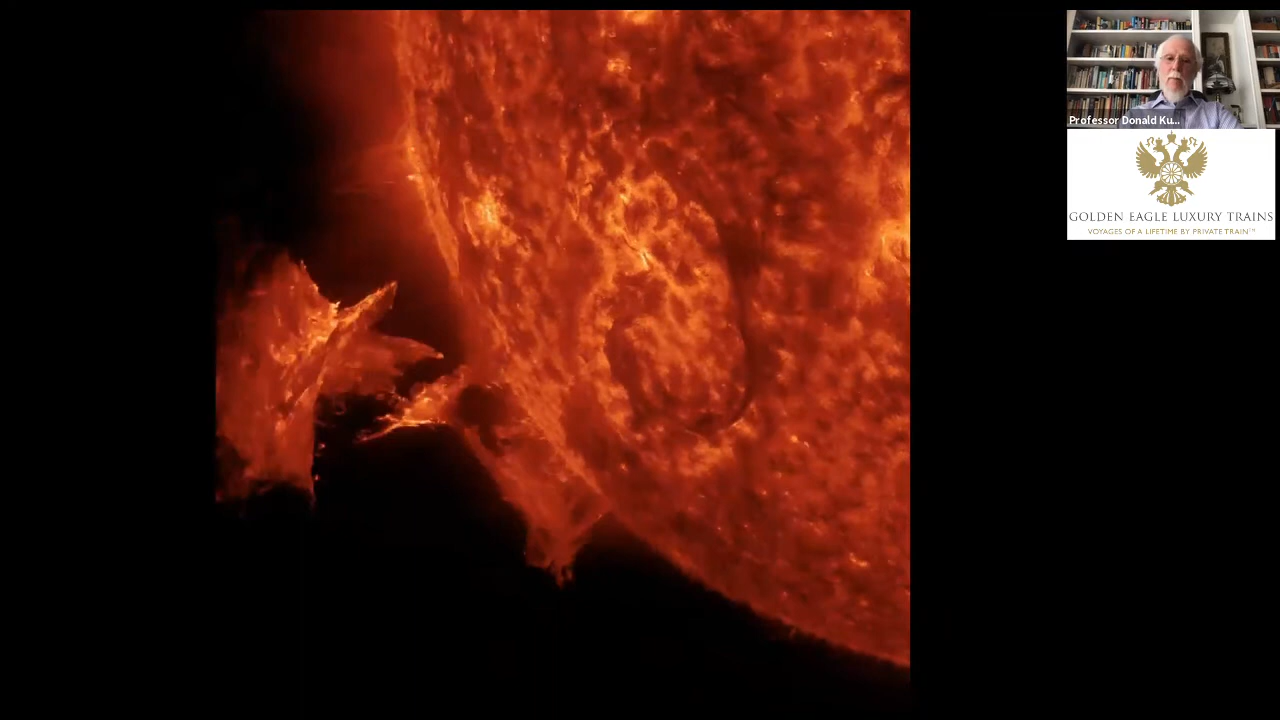 Professor Donald Ku...
GOLDEN EAGLE LUXURY TRAINS
VOYAGES OF A LIFETIME BY PRIVATE TRAIN™